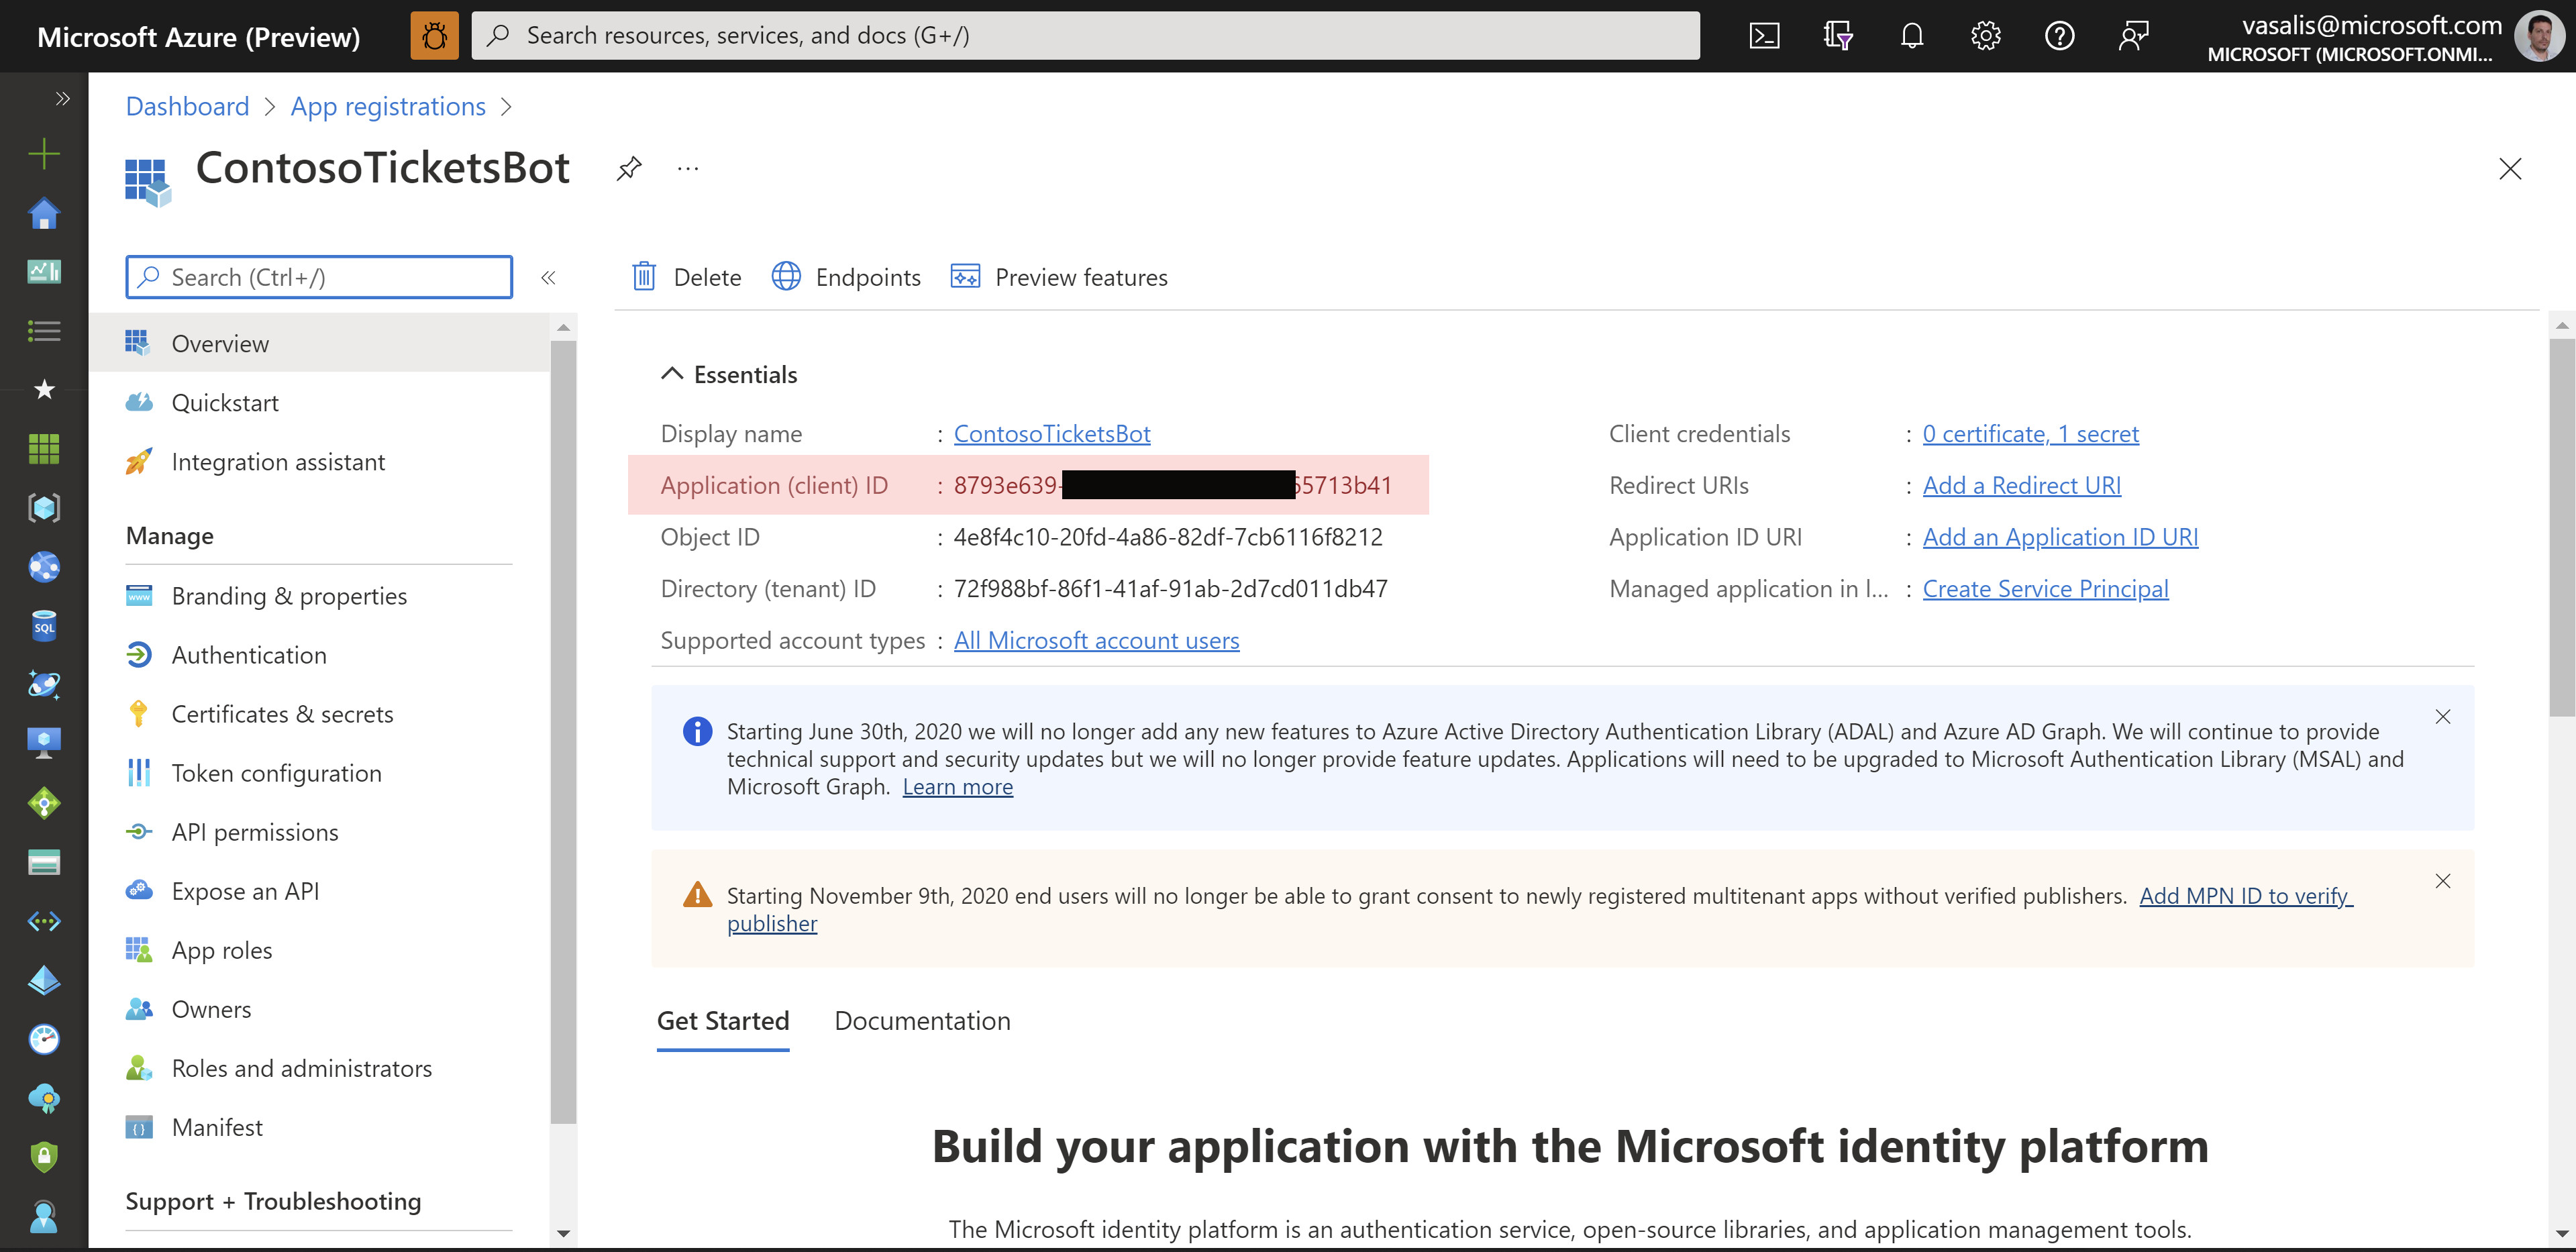 Microsoft Azure (Preview)
Search resources, services, and docs (G+/)
vasalis@microsoft.com
MICROSOFT (MICROSOFT.ONMI...
Dashboard > App registrations >
ContosoTicketsBot
...
Search (Ctrl+/)
«
Overview
Quickstart
Integration assistant
Manage
Branding & properties
Authentication
Certificates & secrets
Token configuration
API permissions
Expose an API
App roles
Owners
Roles and administrators
Manifest
Support + Troubleshooting
Delete
Endpoints
Preview features
Essentials
Display name : ContosoTicketsBot
Application (client) ID : 8793e639- 65713b41
Object ID : 4e8f4c10-20fd-4a86-82df-7cb6116f8212
Directory (tenant) ID : 72f988bf-86f1-41af-91ab-2d7cd011db47
Supported account types : All Microsoft account users
Client credentials : 0 certificate, 1 secret
Redirect URIs : Add a Redirect URI
Application ID URI : Add an Application ID URI
Managed application in l... : Create Service Principal
Starting June 30th, 2020 we will no longer add any new features to Azure Active Directory Authentication Library (ADAL) and Azure AD Graph. We will continue to provide
technical support and security updates but we will no longer provide feature updates. Applications will need to be upgraded to Microsoft Authentication Library (MSAL) and
Microsoft Graph. Learn more
Starting November 9th, 2020 end users will no longer be able to grant consent to newly registered multitenant apps without verified publishers. Add MPN ID to verify
publisher
Get Started
Documentation
Build your application with the Microsoft identity platform
The Microsoft identity platform is an authentication service, open-source libraries, and application management tools.